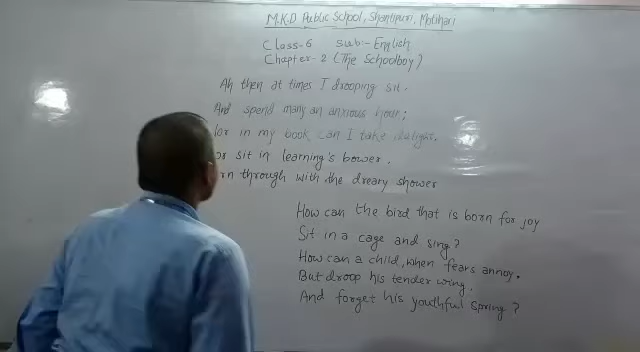 M.K.D Public School, Shantipuri, Motihari
Class-6 Sub:- English
Chapter-2 (The Schoolboy)
Ah then at times I drooping sit.
And spend many an anxious hour;
or in my book can I take
or sit in learning's bower.
rn through with the dreary shower
How can the bird that is born for joy
Sit in a cage and sing?
How can a child, when fears annoy.
But droop his tender wing.
And forget his youthful spring?